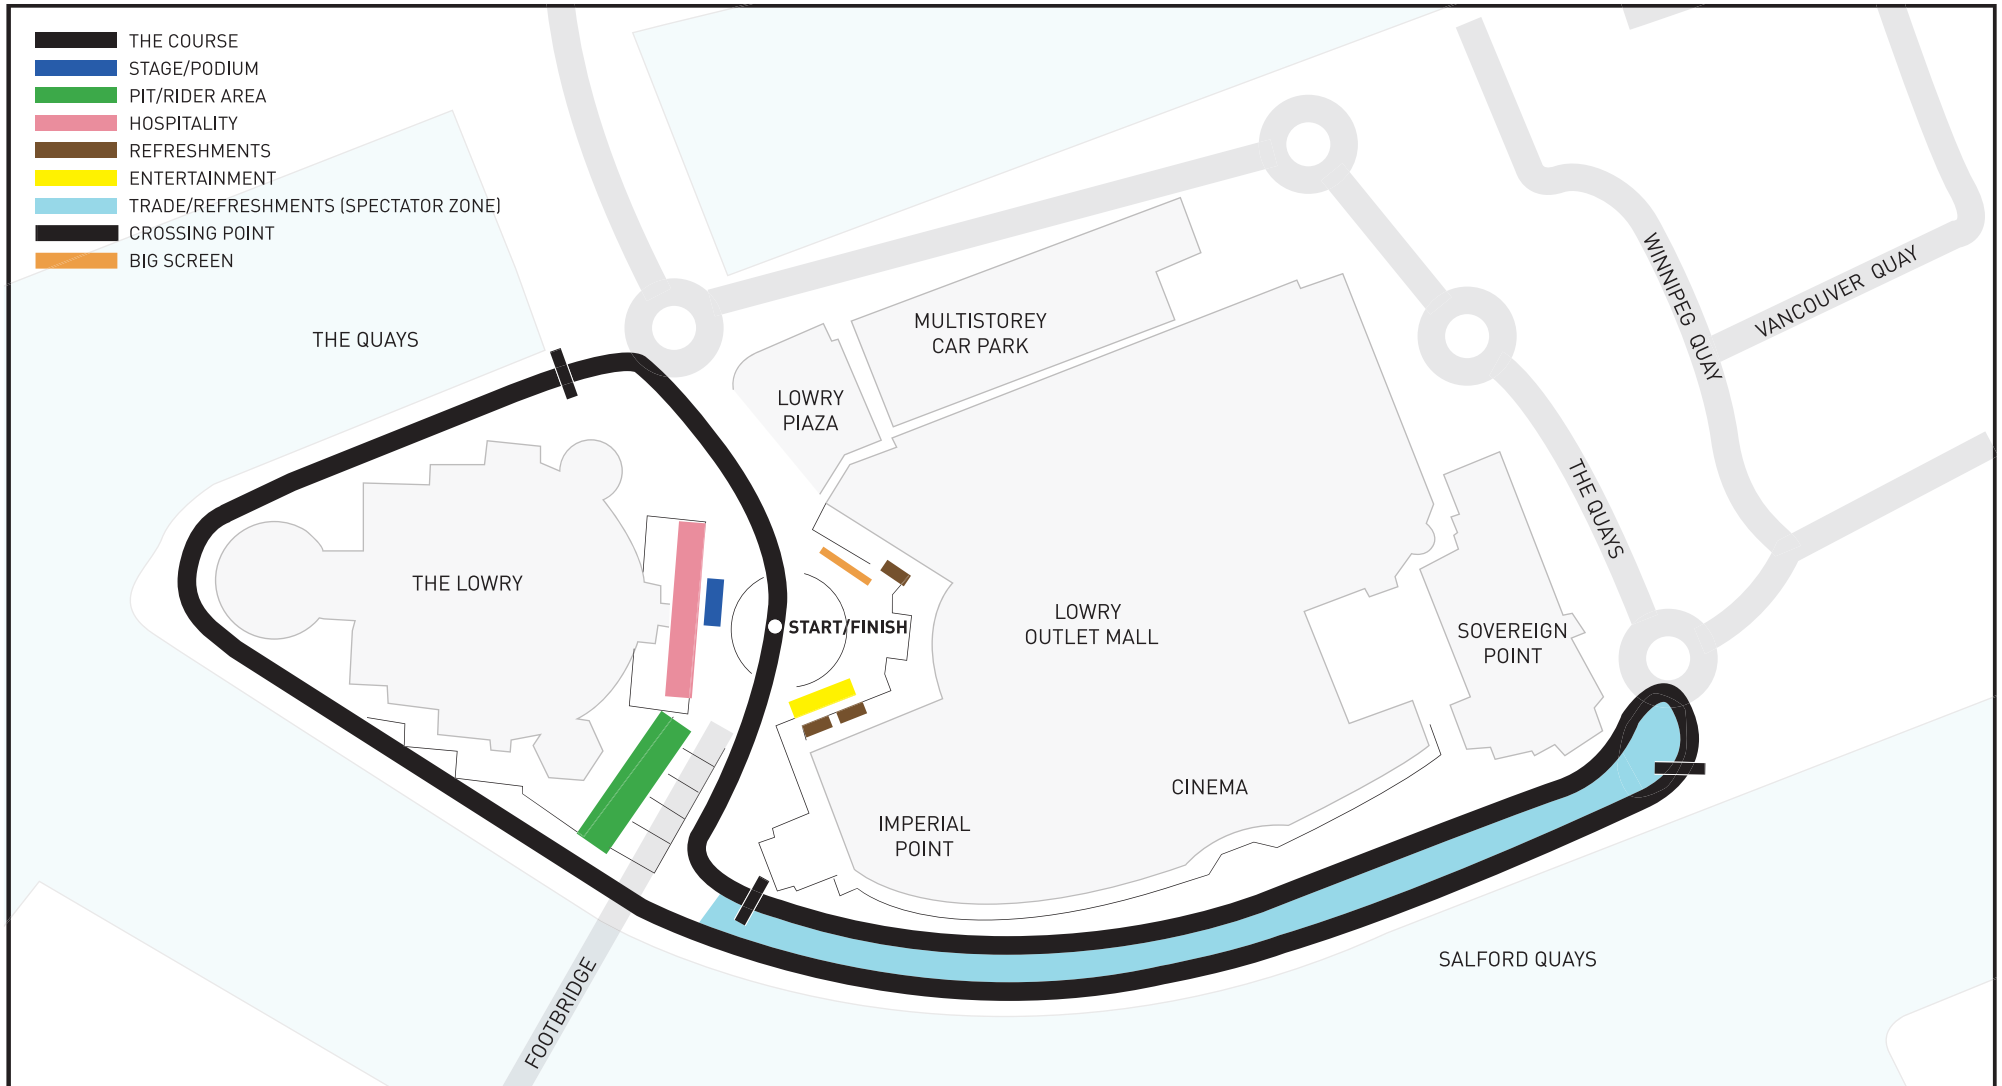 THE COURSE
STAGE/PODIUM
PIT/RIDER AREA
HOSPITALITY
REFRESHMENTS
ENTERTAINMENT
TRADE/REFRESHMENTS (SPECTATOR ZONE)
CROSSING POINT
BIG SCREEN
THE QUAYS
MULTISTOREY
CAR PARK
LOWRY
PIAZA
WINNIPEG QUAY
VANCOUVER QUAY
THE QUAYS
THE LOWRY
START/FINISH
LOWRY
OUTLET MALL
SOVEREIGN
POINT
CINEMA
IMPERIAL
POINT
SALFORD QUAYS
FOOTBRIDGE